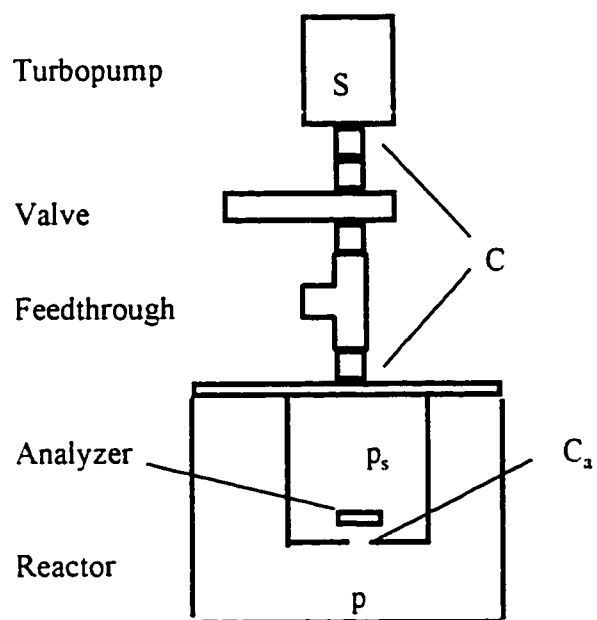 Turbopump
S
Valve
C
Feedthrough
Analyzer
pₛ
Cₐ
Reactor
p